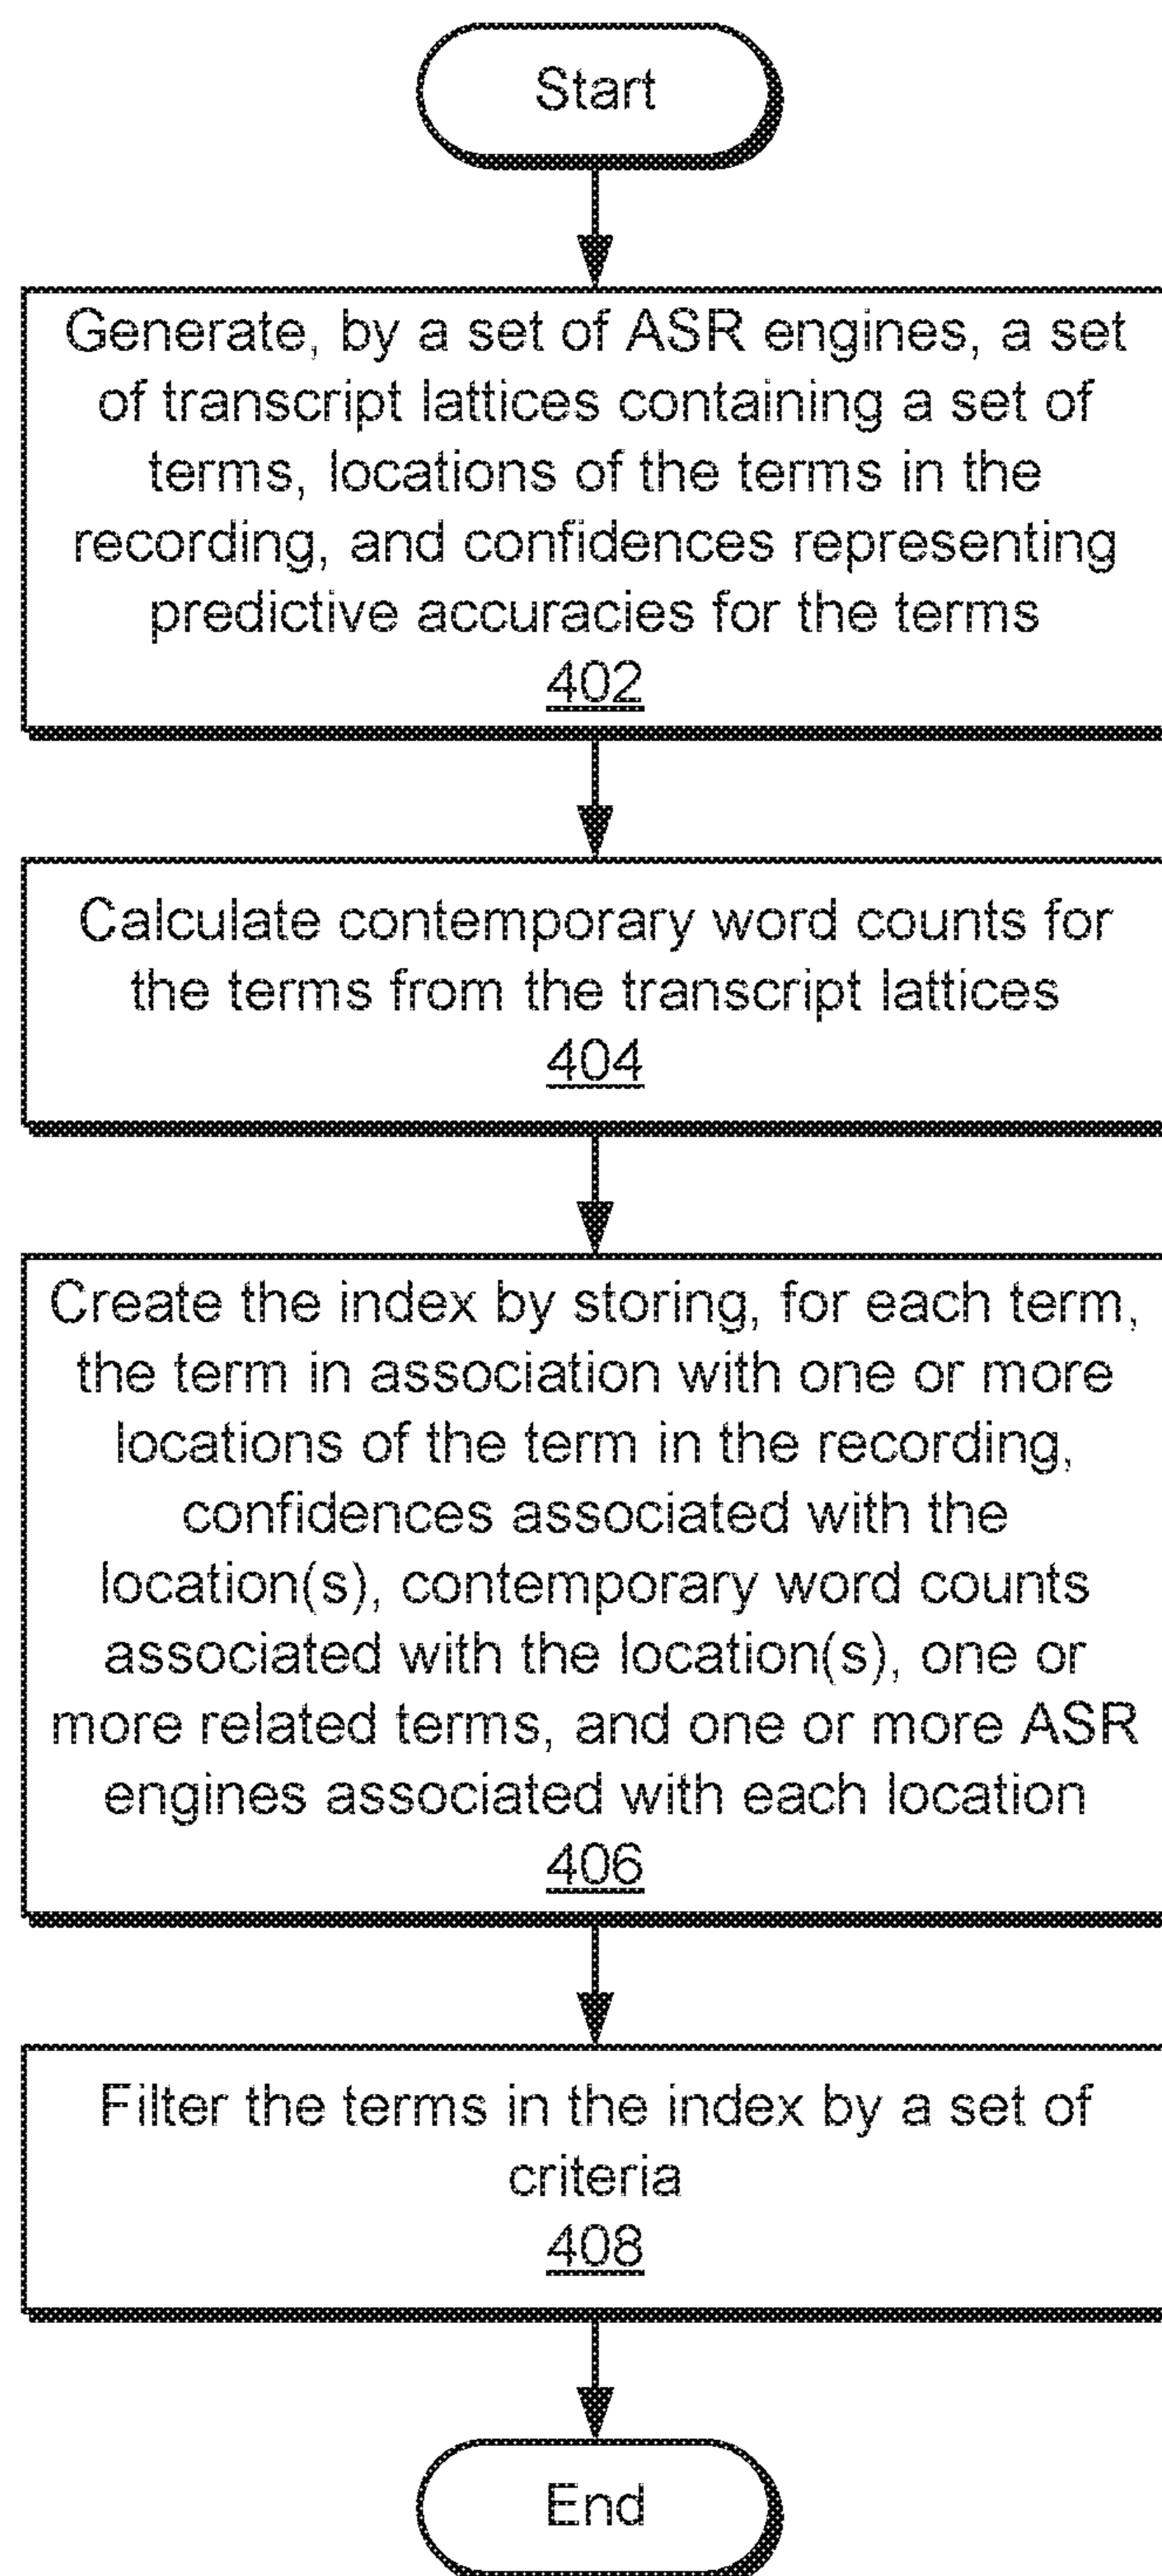 Start
Generate, by a set of ASR engines, a set
of transcript lattices containing a set of
terms, locations of the terms in the
recording, and confidences representing
predictive accuracies for the terms
402
Calculate contemporary word counts for
the terms from the transcript lattices
404
Create the index by storing, for each term,
the term in association with one or more
locations of the term in the recording,
confidences associated with the
location(s), contemporary word counts
associated with the location(s), one or
more related terms, and one or more ASR
engines associated with each location
406
Filter the terms in the index by a set of
criteria
408
End